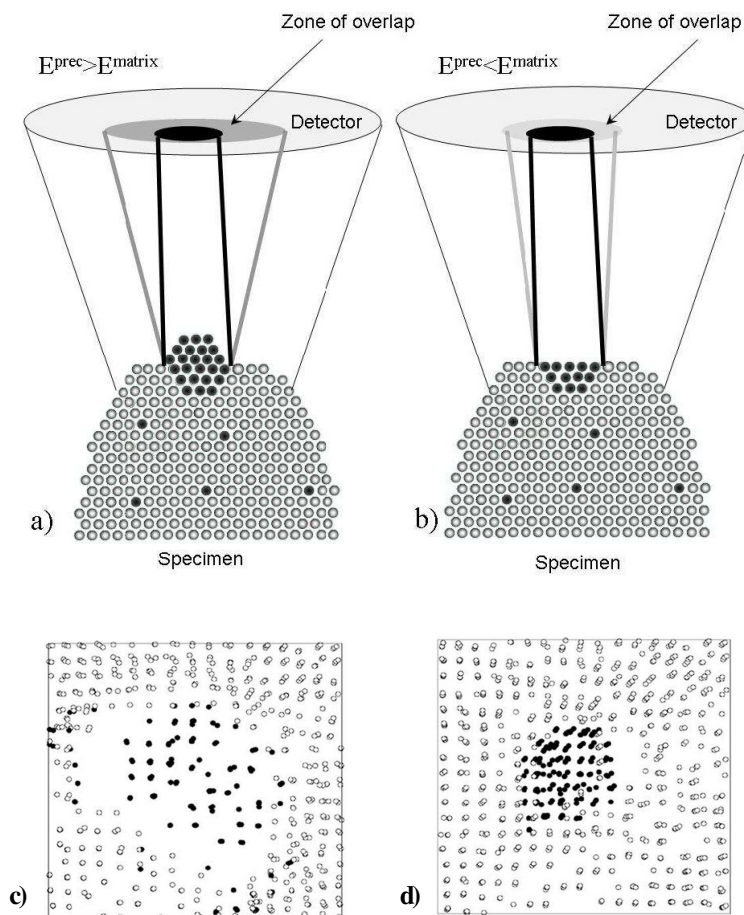 Zone of overlap
E^prec>E^matrix
Detector
a)
Specimen
Zone of overlap
E^prec<E^matrix
Detector
b)
Specimen
c)
d)